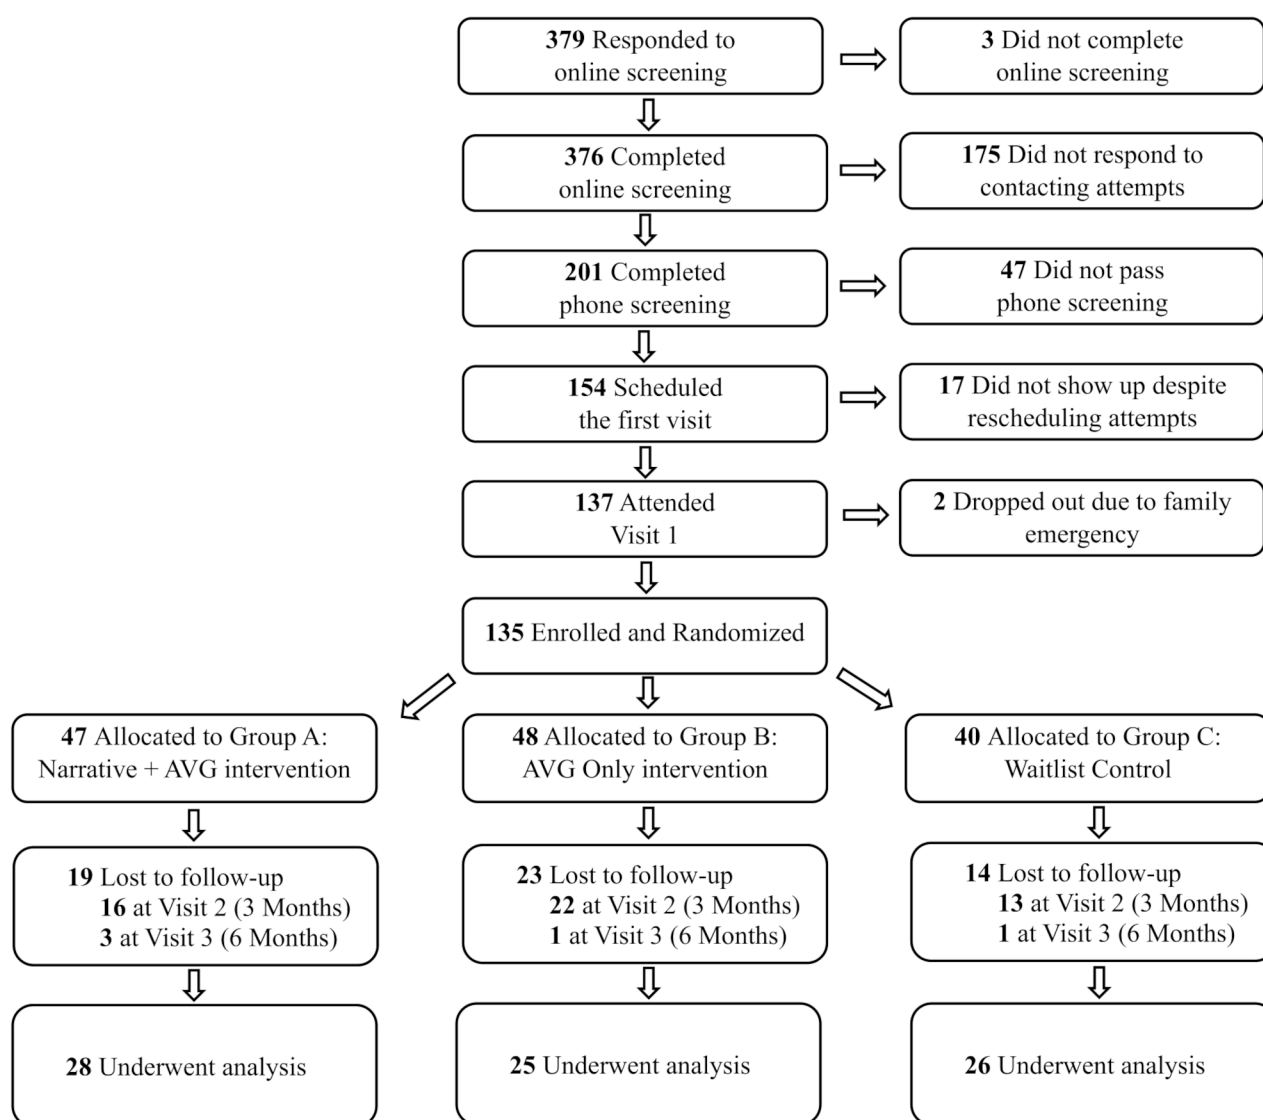 379 Responded to
online screening
3 Did not complete
online screening
376 Completed
online screening
175 Did not respond to
contacting attempts
201 Completed
phone screening
47 Did not pass
phone screening
154 Scheduled
the first visit
17 Did not show up despite
rescheduling attempts
137 Attended
Visit 1
2 Dropped out due to family
emergency
135 Enrolled and Randomized
47 Allocated to Group A:
Narrative + AVG intervention
48 Allocated to Group B:
AVG Only intervention
40 Allocated to Group C:
Waitlist Control
19 Lost to follow-up
16 at Visit 2 (3 Months)
3 at Visit 3 (6 Months)
23 Lost to follow-up
22 at Visit 2 (3 Months)
1 at Visit 3 (6 Months)
14 Lost to follow-up
13 at Visit 2 (3 Months)
1 at Visit 3 (6 Months)
28 Underwent analysis
25 Underwent analysis
26 Underwent analysis